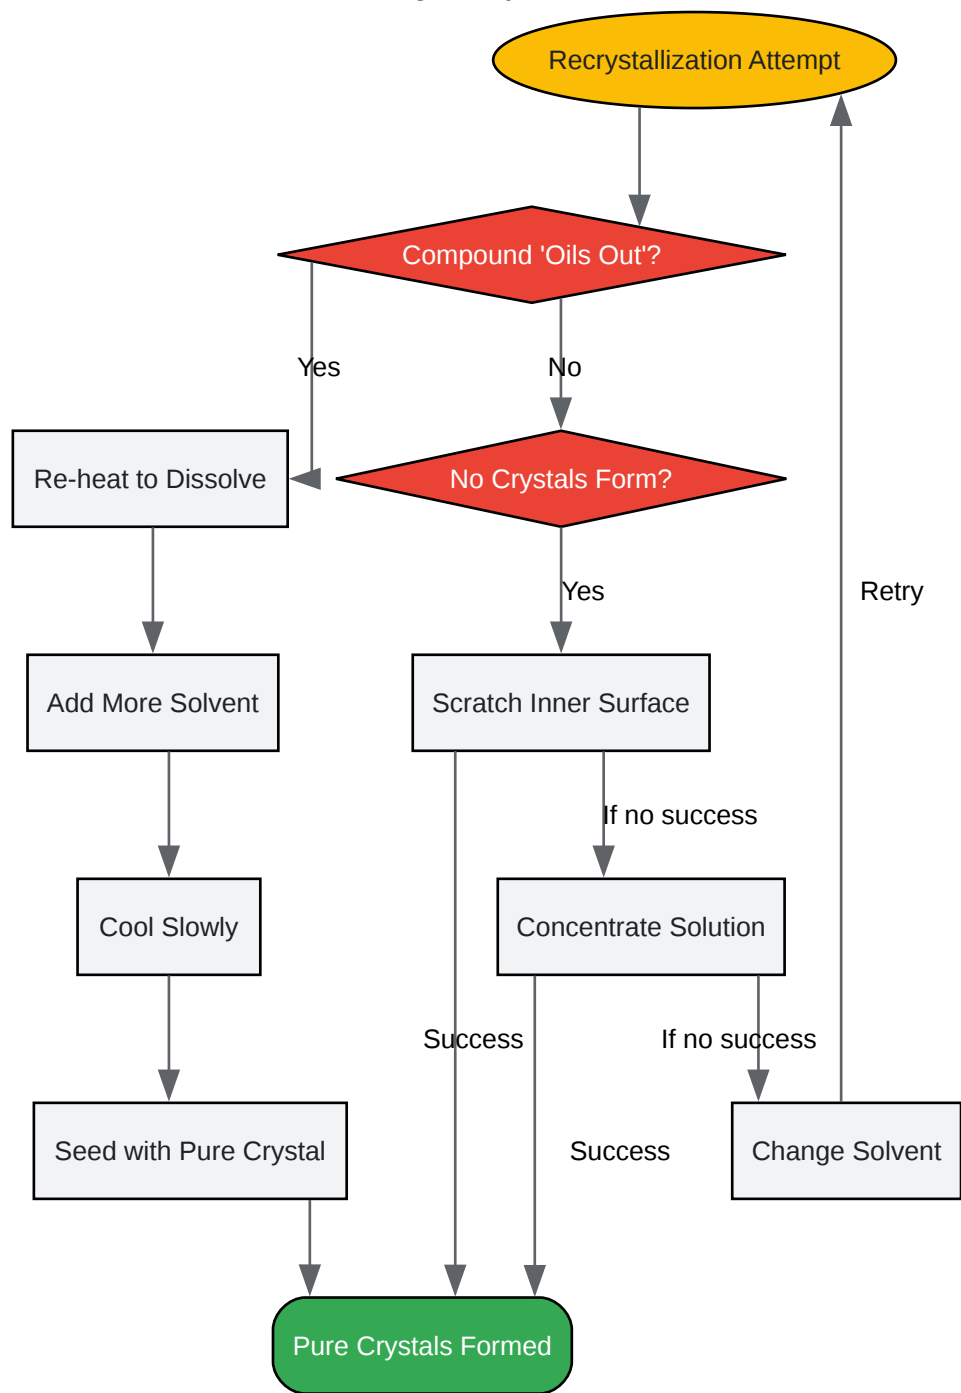 Recrystallization Attempt
Compound 'Oils Out'?
Yes
No
Re-heat to Dissolve
No Crystals Form?
Yes
Retry
Add More Solvent
Scratch Inner Surface
If no success
Cool Slowly
Concentrate Solution
Success
If no success
Seed with Pure Crystal
Success
Change Solvent
Pure Crystals Formed